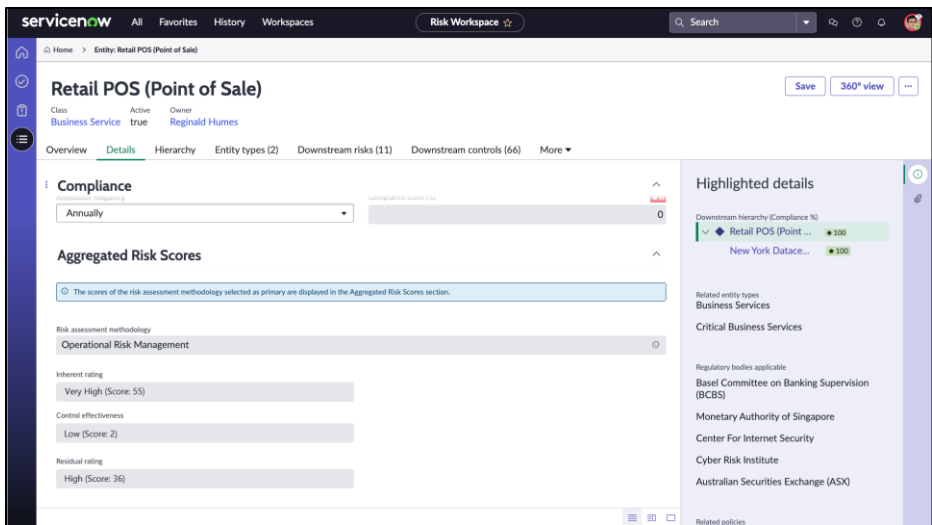 servicenow All Favorites History Workspaces Risk Workspace Search
Home > Entity: Retail POS (Point of Sale)
Retail POS (Point of Sale)
Save 360° view ...
Class Active Owner
Business Service true Reginald Humes
Overview Details Hierarchy Entity types (2) Downstream risks (11) Downstream controls (66) More
Compliance
Attestation frequency Compliance score (%)
Annually 0
Aggregated Risk Scores
The scores of the risk assessment methodology selected as primary are displayed in the Aggregated Risk Scores section.
Risk assessment methodology
Operational Risk Management
Inherent rating
Very High (Score: 55)
Control effectiveness
Low (Score: 2)
Residual rating
High (Score: 36)
Highlighted details
Downstream hierarchy (Compliance %)
Retail POS (Point ... 100
New York Datace... 100
Related entity types
Business Services
Critical Business Services
Regulatory bodies applicable
Basel Committee on Banking Supervision
(BCBS)
Monetary Authority of Singapore
Center For Internet Security
Cyber Risk Institute
Australian Securities Exchange (ASX)
Related policies